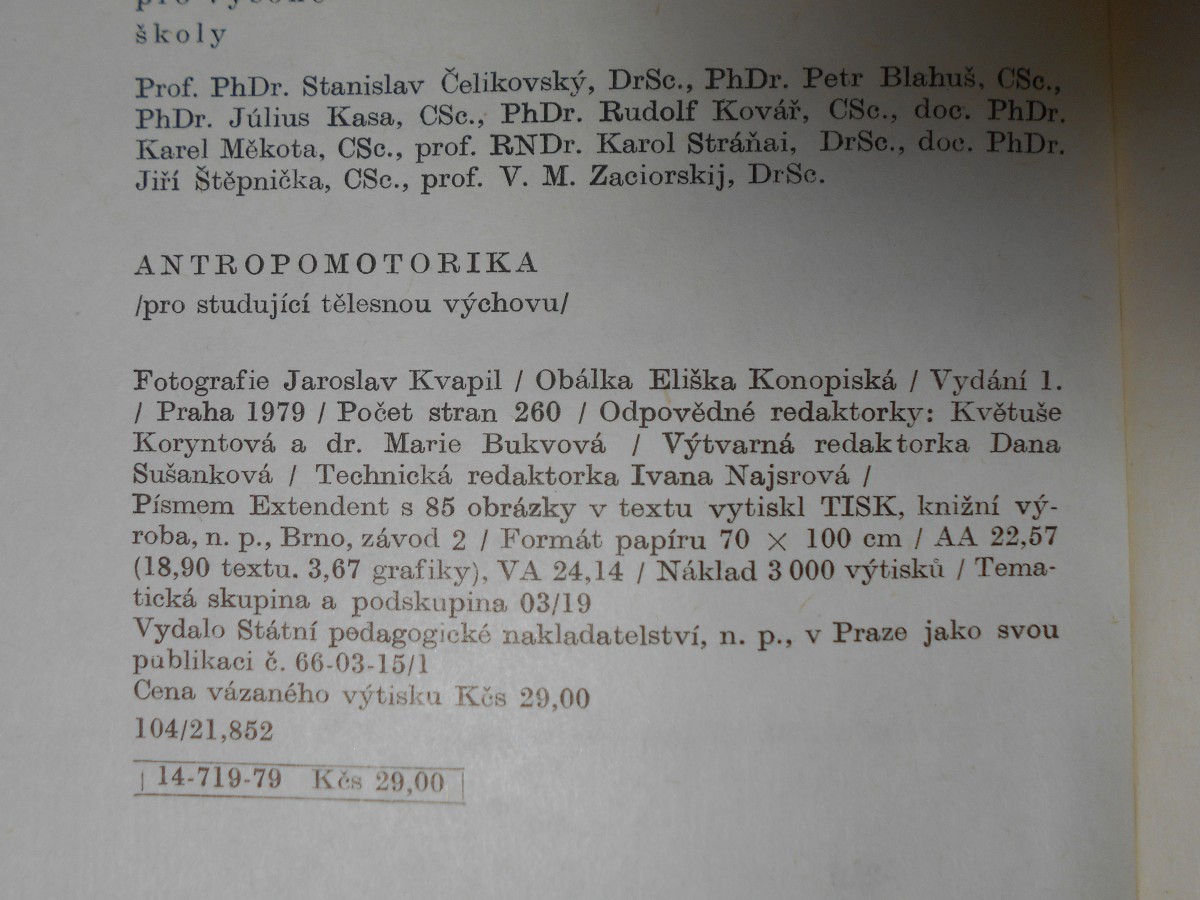 pro vysoké
školy
Prof. PhDr. Stanislav Čelikovský, DrSc., PhDr. Petr Blahuš, CSc.,
PhDr. Július Kasa, CSc., PhDr. Rudolf Kovář, CSc., doc. PhDr.
Karel Měkota, CSc., prof. RNDr. Karol Stráňai, DrSc., doc. PhDr.
Jiří Štěpnička, CSc., prof. V. M. Zaciorskij, DrSc.
ANTROPOMOTORIKA
/pro studující tělesnou výchovu/
Fotografie Jaroslav Kvapil / Obálka Eliška Konopiská / Vydání 1.
/ Praha 1979 / Počet stran 260 / Odpovědné redaktorky: Květuše
Koryntová a dr. Marie Bukvová / Výtvarná redaktorka Dana
Sušanková / Technická redaktorka Ivana Najsrová /
Písmem Extendent s 85 obrázky v textu vytiskl TISK, knižní vý-
roba, n. p., Brno, závod 2 / Formát papíru 70 × 100 cm / AA 22,57
(18,90 textu. 3,67 grafiky), VA 24,14 / Náklad 3 000 výtisků / Tema-
tická skupina a podskupina 03/19
Vydalo Státní pedagogické nakladatelství, n. p., v Praze jako svou
publikaci č. 66-03-15/1
Cena vázaného výtisku Kčs 29,00
104/21,852
14-719-79 Kčs 29,00